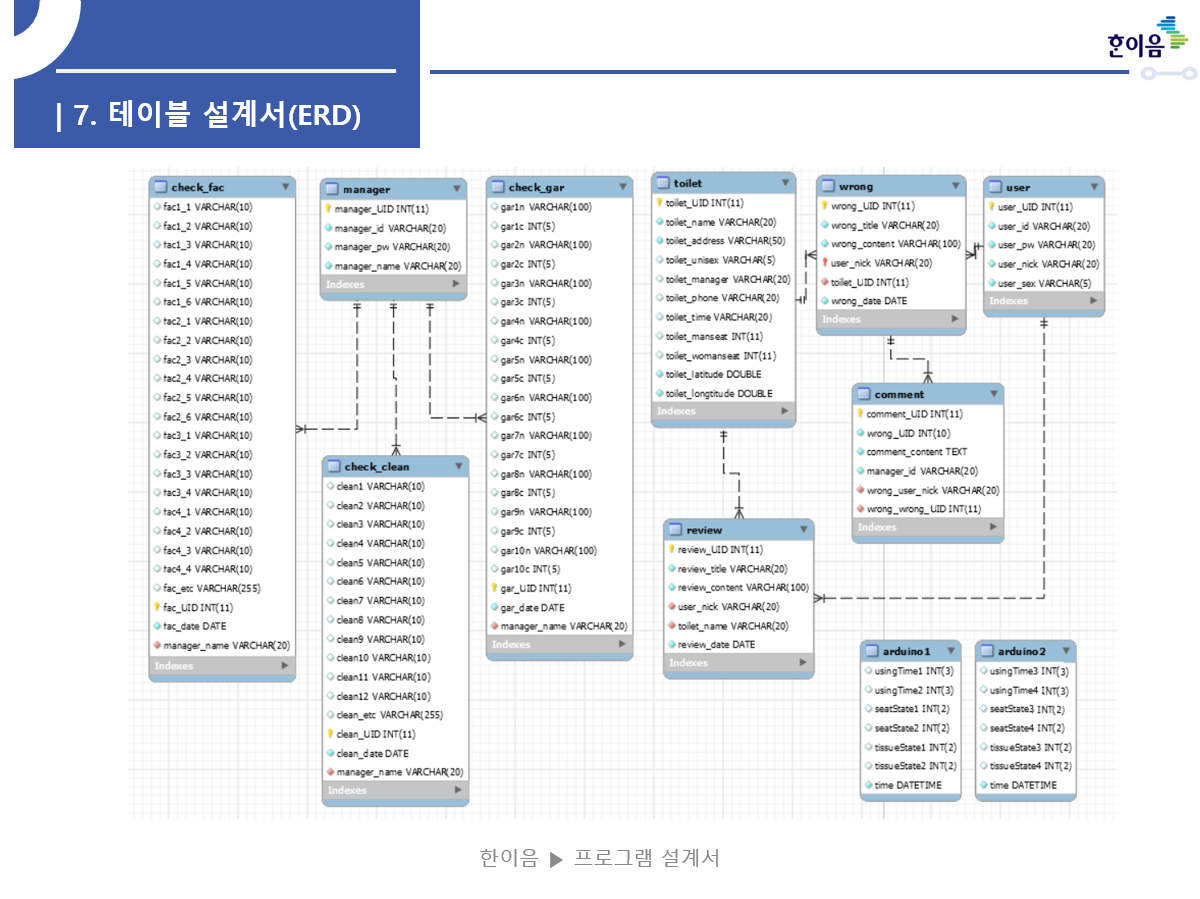 한이음
| 7. 테이블 설계서(ERD)
check_fac
fac1_1 VARCHAR(10)
fac1_2 VARCHAR(10)
fac1_3 VARCHAR(10)
fac1_4 VARCHAR(10)
fac1_5 VARCHAR(10)
fac1_6 VARCHAR(10)
fac2_1 VARCHAR(10)
fac2_2 VARCHAR(10)
fac2_3 VARCHAR(10)
fac2_4 VARCHAR(10)
fac2_5 VARCHAR(10)
fac2_6 VARCHAR(10)
fac3_1 VARCHAR(10)
fac3_2 VARCHAR(10)
fac3_3 VARCHAR(10)
fac3_4 VARCHAR(10)
fac4_1 VARCHAR(10)
fac4_2 VARCHAR(10)
fac4_3 VARCHAR(10)
fac4_4 VARCHAR(10)
fac_etc VARCHAR(255)
fac_UID INT(11)
fac_date DATE
manager_name VARCHAR(20)
Indexes
manager
manager_UID INT(11)
manager_id VARCHAR(20)
manager_pw VARCHAR(20)
manager_name VARCHAR(20)
Indexes
check_clean
clean1 VARCHAR(10)
clean2 VARCHAR(10)
clean3 VARCHAR(10)
clean4 VARCHAR(10)
clean5 VARCHAR(10)
clean6 VARCHAR(10)
clean7 VARCHAR(10)
clean8 VARCHAR(10)
clean9 VARCHAR(10)
clean10 VARCHAR(10)
clean11 VARCHAR(10)
clean12 VARCHAR(10)
clean_etc VARCHAR(255)
clean_UID INT(11)
clean_date DATE
manager_name VARCHAR(20)
Indexes
check_gar
gar1n VARCHAR(100)
gar1c INT(5)
gar2n VARCHAR(100)
gar2c INT(5)
gar3n VARCHAR(100)
gar3c INT(5)
gar4n VARCHAR(100)
gar4c INT(5)
gar5n VARCHAR(100)
gar5c INT(5)
gar6n VARCHAR(100)
gar6c INT(5)
gar7n VARCHAR(100)
gar7c INT(5)
gar8n VARCHAR(100)
gar8c INT(5)
gar9n VARCHAR(100)
gar9c INT(5)
gar10n VARCHAR(100)
gar10c INT(5)
gar_UID INT(11)
gar_date DATE
manager_name VARCHAR(20)
Indexes
toilet
toilet_UID INT(11)
toilet_name VARCHAR(20)
toilet_address VARCHAR(50)
toilet_unisex VARCHAR(5)
toilet_manager VARCHAR(20)
toilet_phone VARCHAR(20)
toilet_time VARCHAR(20)
toilet_manseat INT(11)
toilet_womanseat INT(11)
toilet_latitude DOUBLE
toilet_longtitude DOUBLE
Indexes
wrong
wrong_UID INT(11)
wrong_title VARCHAR(20)
wrong_content VARCHAR(100)
user_nick VARCHAR(20)
toilet_UID INT(11)
wrong_date DATE
Indexes
user
user_UID INT(11)
user_id VARCHAR(20)
user_pw VARCHAR(20)
user_nick VARCHAR(20)
user_sex VARCHAR(5)
Indexes
comment
comment_UID INT(11)
wrong_UID INT(10)
comment_content TEXT
manager_id VARCHAR(20)
wrong_user_nick VARCHAR(20)
wrong_wrong_UID INT(11)
Indexes
review
review_UID INT(11)
review_title VARCHAR(20)
review_content VARCHAR(100)
user_nick VARCHAR(20)
toilet_name VARCHAR(20)
review_date DATE
Indexes
arduino1
usingTime1 INT(3)
usingTime2 INT(3)
seatState1 INT(2)
seatState2 INT(2)
tissueState1 INT(2)
tissueState2 INT(2)
time DATETIME
arduino2
usingTime3 INT(3)
usingTime4 INT(3)
seatState3 INT(2)
seatState4 INT(2)
tissueState3 INT(2)
tissueState4 INT(2)
time DATETIME
한이음 ▶ 프로그램 설계서